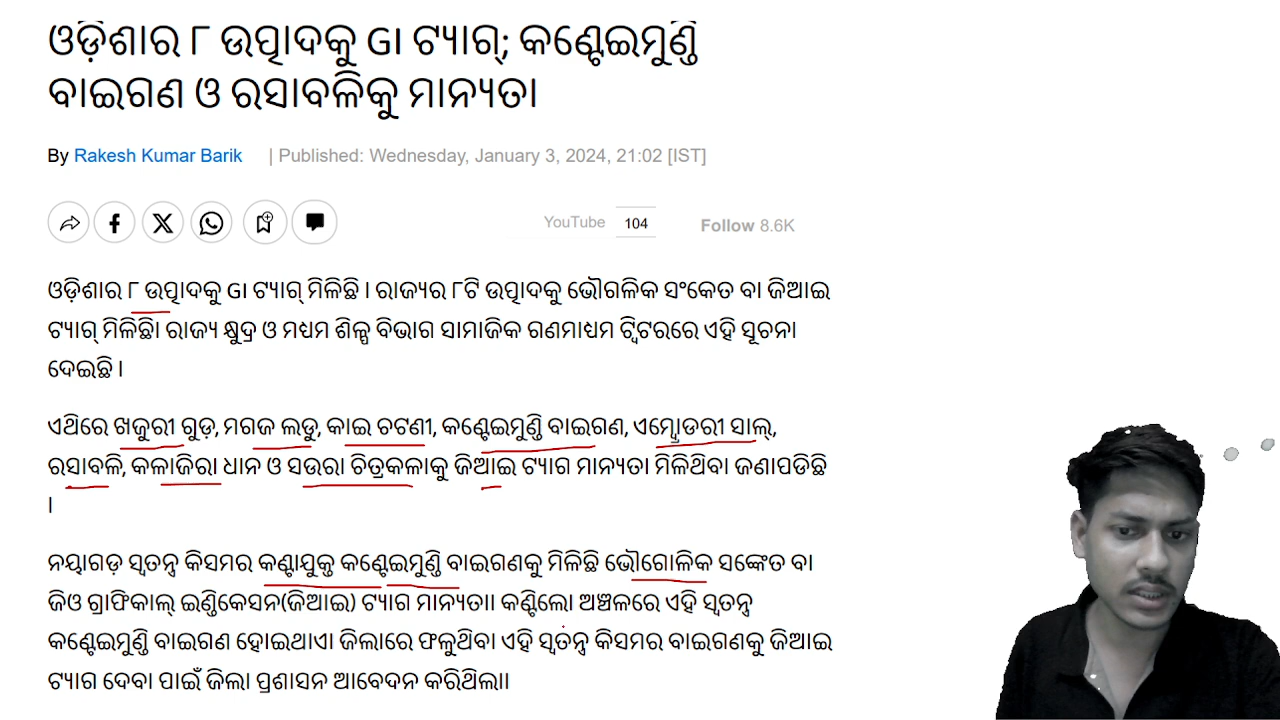 ଓଡ଼ିଶାର ୮ ଉତ୍ପାଦକୁ GI ଟ୍ୟାଗ୍; କଣ୍ଟେଇମୁଣ୍ଡି
ବାଇଗଣ ଓ ରସାବଳିକୁ ମାନ୍ୟତା
By Rakesh Kumar Barik | Published: Wednesday, January 3, 2024, 21:02 [IST]
YouTube 104 Follow 8.6K
ଓଡ଼ିଶାର ୮ ଉତ୍ପାଦକୁ GI ଟ୍ୟାଗ୍ ମିଳିଛି । ରାଜ୍ୟର ୮ଟି ଉତ୍ପାଦକୁ ଭୌଗଳିକ ସଂକେତ ବା ଜିଆଇ
ଟ୍ୟାଗ୍ ମିଳିଛି। ରାଜ୍ୟ କ୍ଷୁଦ୍ର ଓ ମଧ୍ୟମ ଶିଳ୍ପ ବିଭାଗ ସାମାଜିକ ଗଣମାଧ୍ୟମ ଟ୍ୱିଟରରେ ଏହି ସୂଚନା
ଦେଇଛି ।
ଏଥିରେ ଖଜୁରୀ ଗୁଡ଼, ମଗଜ ଲଡୁ, କାଇ ଚଟଣୀ, କଣ୍ଟେଇମୁଣ୍ଡି ବାଇଗଣ, ଏମ୍ବ୍ରୋଡରୀ ସାଲ୍,
ରସାବଳି, କଳାଜିରା ଧାନ ଓ ସଉରା ଚିତ୍ରକଳାକୁ ଜିଆଇ ଟ୍ୟାଗ ମାନ୍ୟତା ମିଳିଥିବା ଜଣାପଡିଛି
।
ନୟାଗଡ଼ ସ୍ୱତନ୍ତ୍ର କିସମର କଣ୍ଟାଯୁକ୍ତ କଣ୍ଟେଇମୁଣ୍ଡି ବାଇଗଣକୁ ମିଳିଛି ଭୌଗୋଳିକ ସଙ୍କେତ ବା
ଜିଓ ଗ୍ରାଫିକାଲ୍ ଇଣ୍ଡିକେସନ(ଜିଆଇ) ଟ୍ୟାଗ ମାନ୍ୟତା। କଣ୍ଟିଲୋ ଅଞ୍ଚଳରେ ଏହି ସ୍ୱତନ୍ତ୍ର
କଣ୍ଟେଇମୁଣ୍ଡି ବାଇଗଣ ହୋଇଥାଏ। ଜିଲାରେ ଫଳୁଥିବା ଏହି ସ୍ୱତନ୍ତ୍ର କିସମର ବାଇଗଣକୁ ଜିଆଇ
ଟ୍ୟାଗ ଦେବା ପାଇଁ ଜିଲା ପ୍ରଶାସନ ଆବେଦନ କରିଥିଲା।